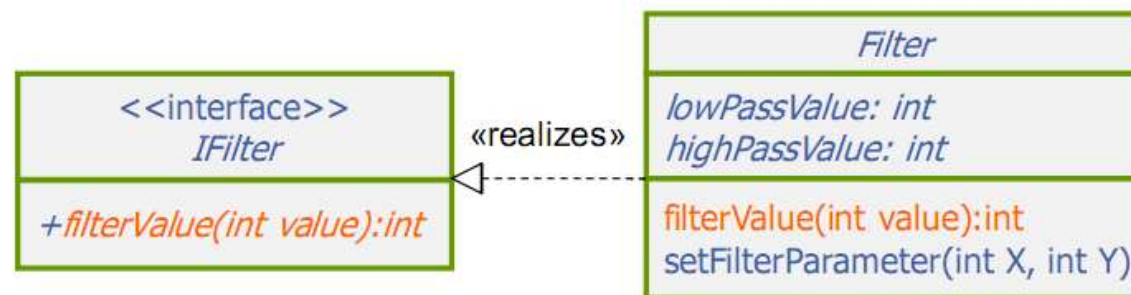 <<interface>>
IFilter
+filterValue(int value):int
«realizes»
Filter
lowPassValue: int
highPassValue: int
filterValue(int value):int
setFilterParameter(int X, int Y)